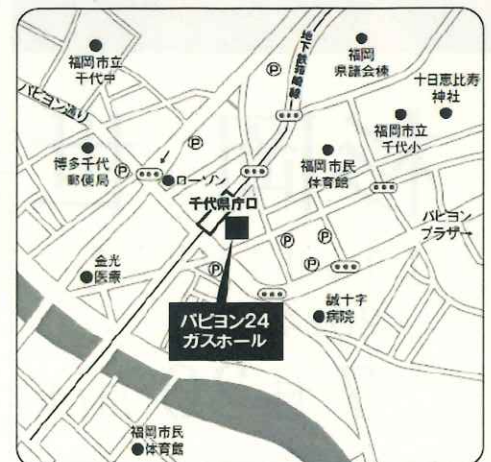 福岡市立
千代中
パピヨン通り
博多千代
郵便局
P
P
P
ローソン
地下鉄箱崎線
福岡
県議会棟
十日恵比寿
神社
福岡市立
千代小
福岡市民
体育館
千代県庁口
P
P
P
P
パピヨン
プラザ→
金光
医療
パピヨン24
ガスホール
誠十字
病院
福岡市民
体育館